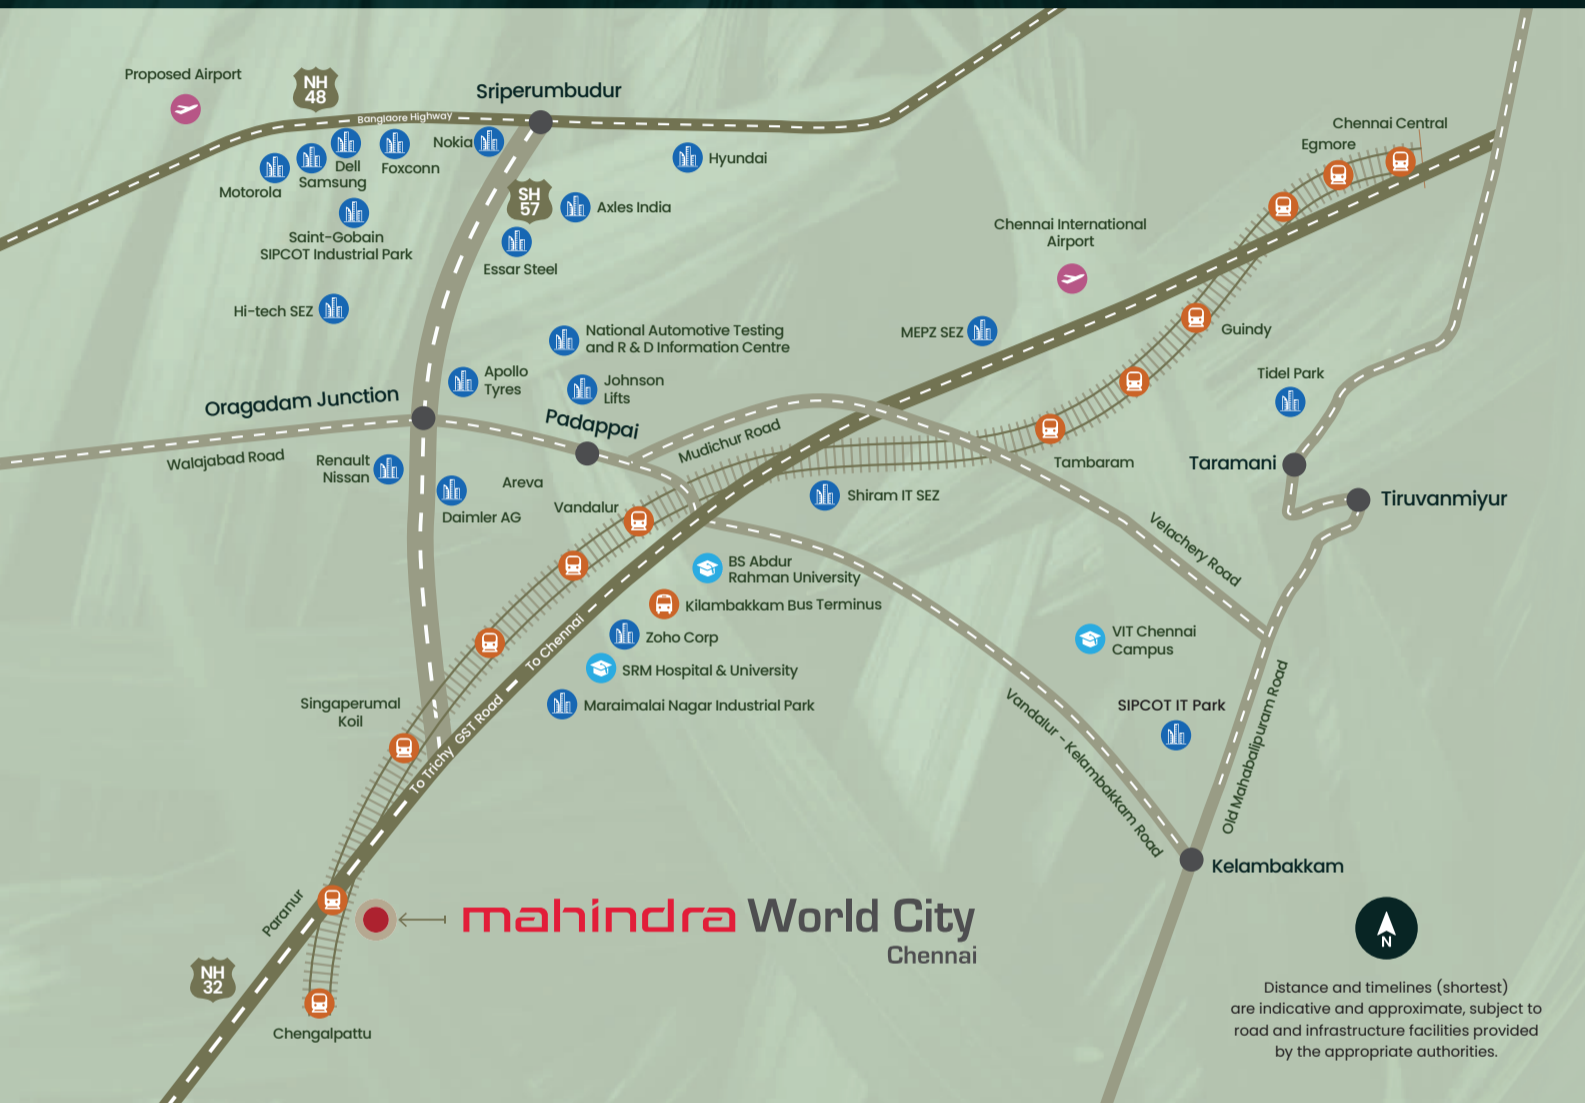 Proposed Airport
NH
48
Sriperumbudur
Banglaore Highway
Nokia
Dell
Foxconn
Samsung
Motorola
Hyundai
SH
57
Axles India
Essar Steel
Saint-Gobain
SIPCOT Industrial Park
Hi-tech SEZ
Chennai Central
Egmore
Chennai International
Airport
MEPZ SEZ
Guindy
National Automotive Testing
and R & D Information Centre
Apollo
Tyres
Johnson
Lifts
Tidel Park
Oragadam Junction
Padappai
Mudichur Road
Walajabad Road
Renault
Nissan
Areva
Daimler AG
Vandalur
Tambaram
Shiram IT SEZ
Taramani
Tiruvanmiyur
Velachery Road
BS Abdur
Rahman University
Kilambakkam Bus Terminus
Zoho Corp
SRM Hospital & University
Maraimalai Nagar Industrial Park
VIT Chennai
Campus
SIPCOT IT Park
To Chennai
GST Road
To Trichy
Singaperumal
Koil
Vandalur - Kelambakkam Road
Old Mahabalipuram Road
Kelambakkam
Paranur
mahindra World City
Chennai
NH
32
Chengalpattu
N
Distance and timelines (shortest)
are indicative and approximate, subject to
road and infrastructure facilities provided
by the appropriate authorities.